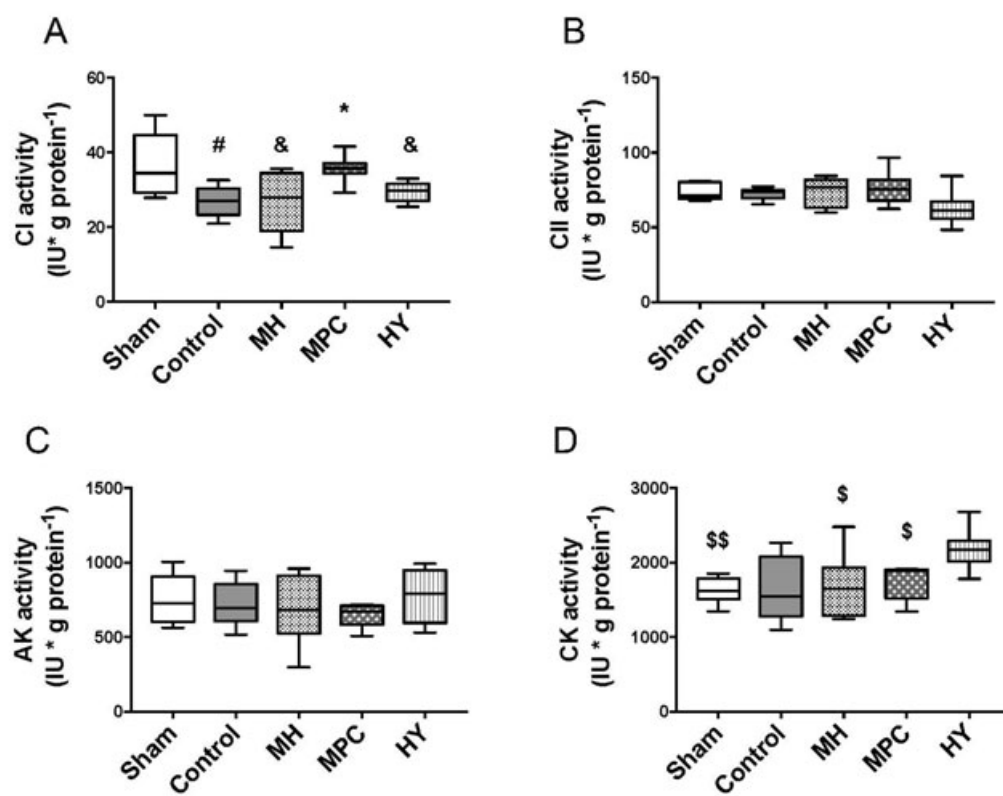 A
CI activity
(IU* g protein⁻¹)
60
40
20
0
#
&
*
&
Sham
Control
MH
MPC
HY
B
CII activity
(IU * g protein⁻¹)
150
100
50
0
Sham
Control
MH
MPC
HY
C
AK activity
(IU * g protein⁻¹)
1500
1000
500
0
Sham
Control
MH
MPC
HY
D
CK activity
(IU * g protein⁻¹)
3000
2000
1000
0
$$
$
$
Sham
Control
MH
MPC
HY